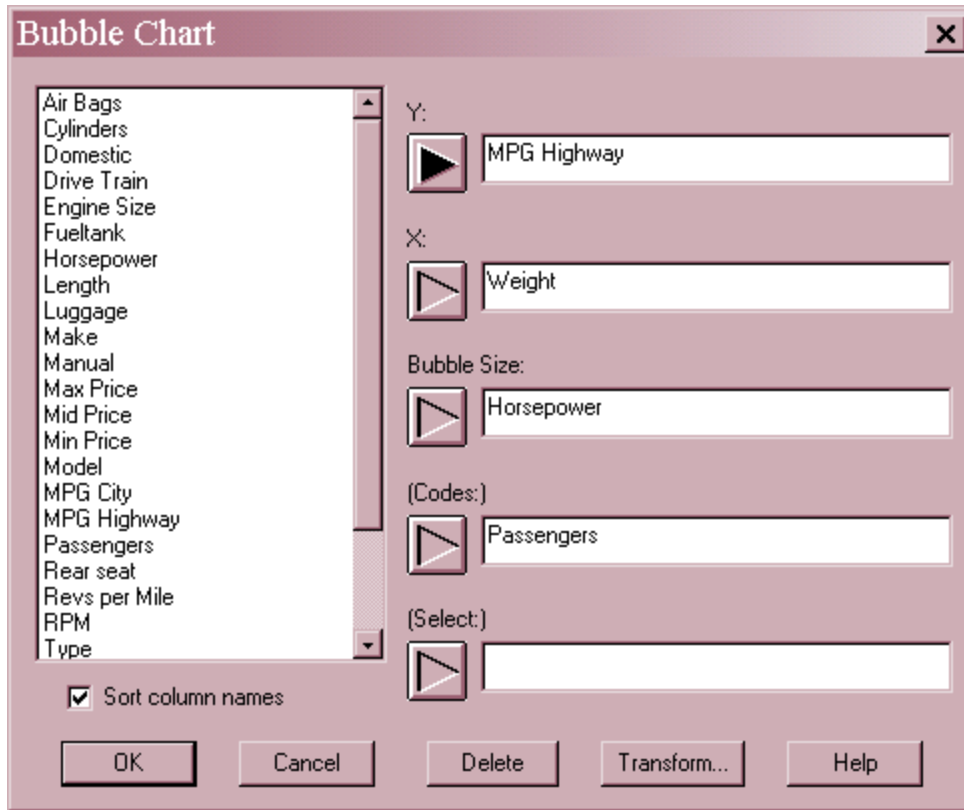 Bubble Chart
Air Bags
Cylinders
Domestic
Drive Train
Engine Size
Fueltank
Horsepower
Length
Luggage
Make
Manual
Max Price
Mid Price
Min Price
Model
MPG City
MPG Highway
Passengers
Rear seat
Revs per Mile
RPM
Type
Sort column names
Y:
MPG Highway
X:
Weight
Bubble Size:
Horsepower
(Codes:)
Passengers
(Select:)
OK Cancel Delete Transform... Help